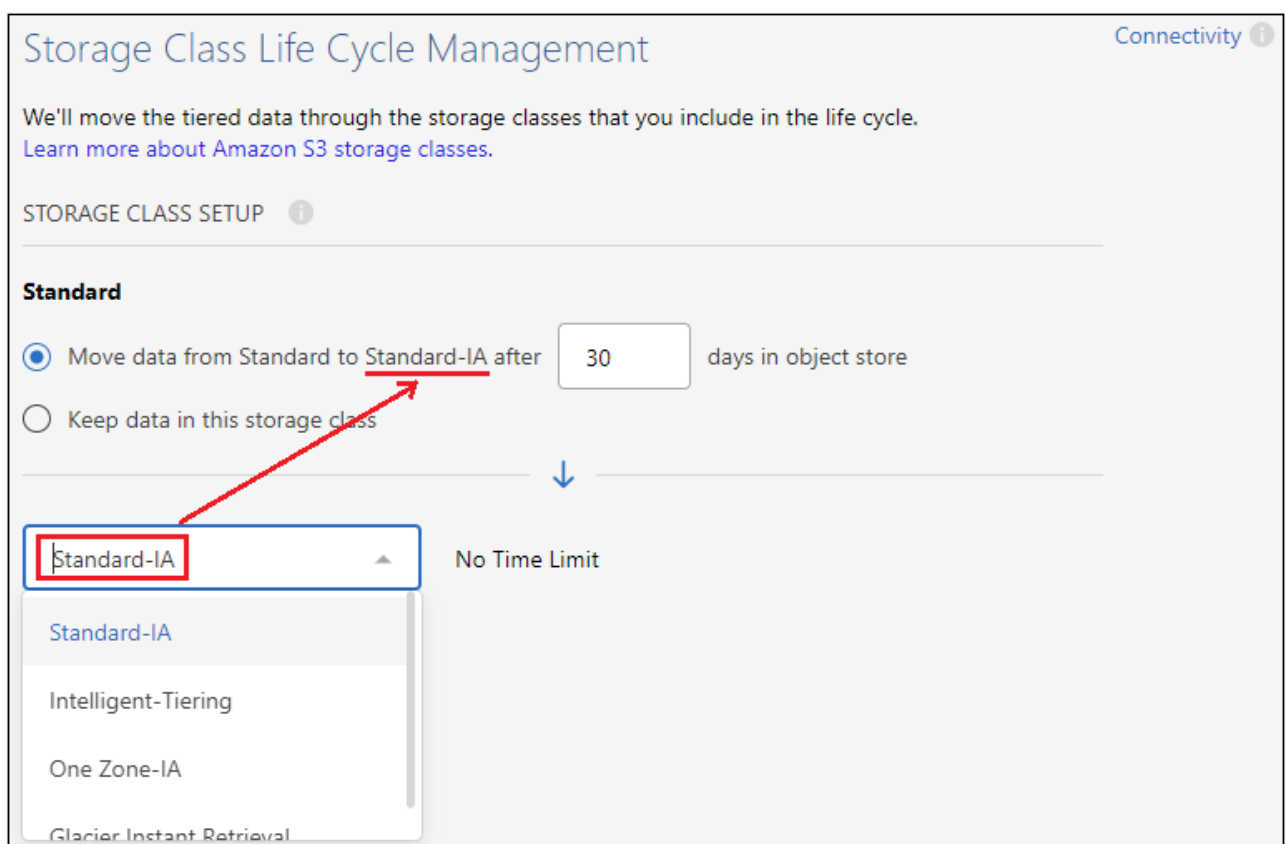 Storage Class Life Cycle Management
Connectivity
We'll move the tiered data through the storage classes that you include in the life cycle.
Learn more about Amazon S3 storage classes.
STORAGE CLASS SETUP
Standard
Move data from Standard to Standard-IA after 30 days in object store
Keep data in this storage class
Standard-IA No Time Limit
Standard-IA
Intelligent-Tiering
One Zone-IA
Glacier Instant Retrieval